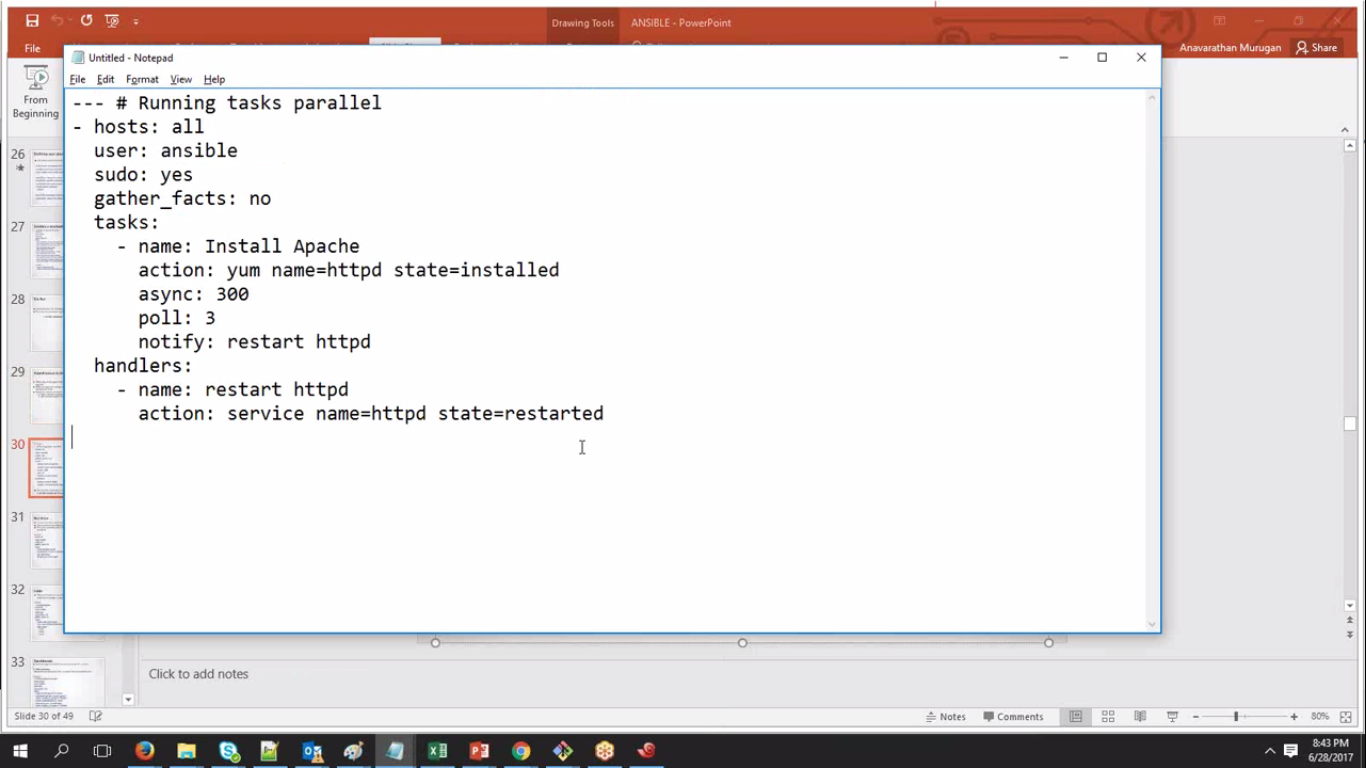 Drawing Tools
ANSIBLE - PowerPoint
File
Anavarathan Murugan
Share
From
Beginning
Untitled - Notepad
File Edit Format View Help
--- # Running tasks parallel
- hosts: all
user: ansible
sudo: yes
gather_facts: no
tasks:
- name: Install Apache
action: yum name=httpd state=installed
async: 300
poll: 3
notify: restart httpd
handlers:
- name: restart httpd
action: service name=httpd state=restarted
26
27
28
29
30
31
32
33
Click to add notes
Slide 30 of 49
Notes
Comments
80%
8:43 PM
6/28/2017